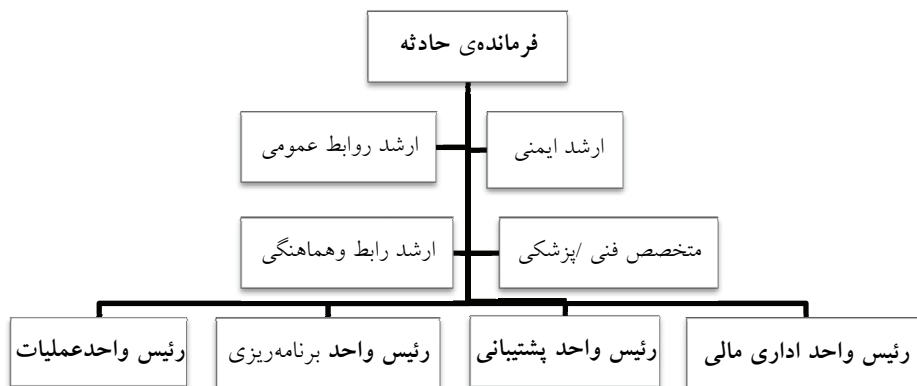 فرمانده‌ی حادثه
ارشد ایمنی
ارشد روابط عمومی
متخصص فنی /پزشکی
ارشد رابط وهماهنگی
رئیس واحد اداری مالی
رئیس واحد پشتیبانی
رئیس واحد برنامه‌ریزی
رئیس واحدعملیات